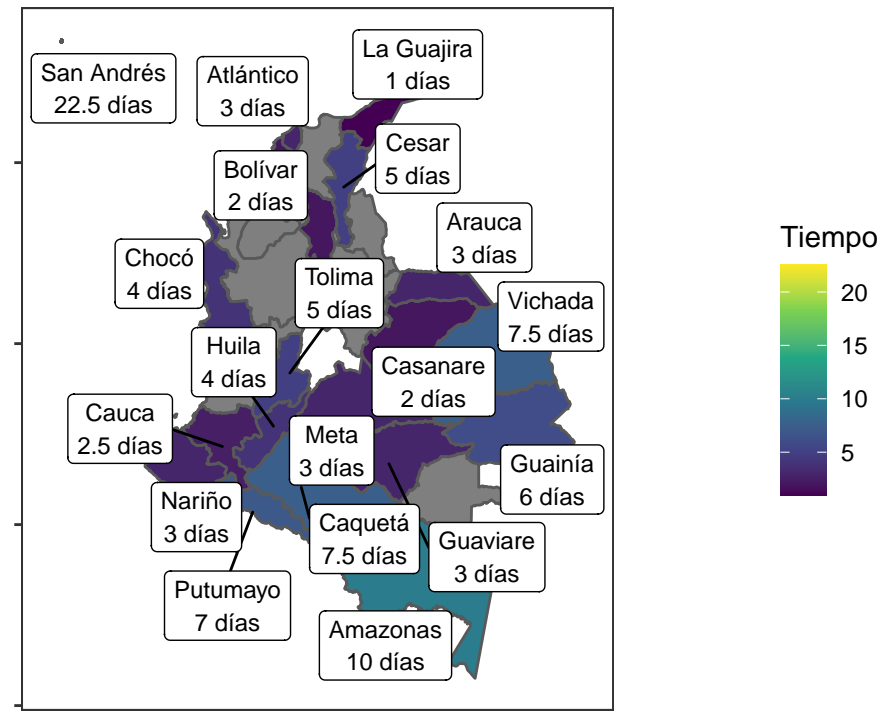 La Guajira
1 días
San Andrés
22.5 días
Atlántico
3 días
Cesar
5 días
Bolívar
2 días
Arauca
3 días
Chocó
4 días
Tolima
5 días
Vichada
7.5 días
Huila
4 días
Casanare
2 días
Cauca
2.5 días
Meta
3 días
Guainía
6 días
Nariño
3 días
Caquetá
7.5 días
Guaviare
3 días
Putumayo
7 días
Amazonas
10 días
Tiempo
20
15
10
5